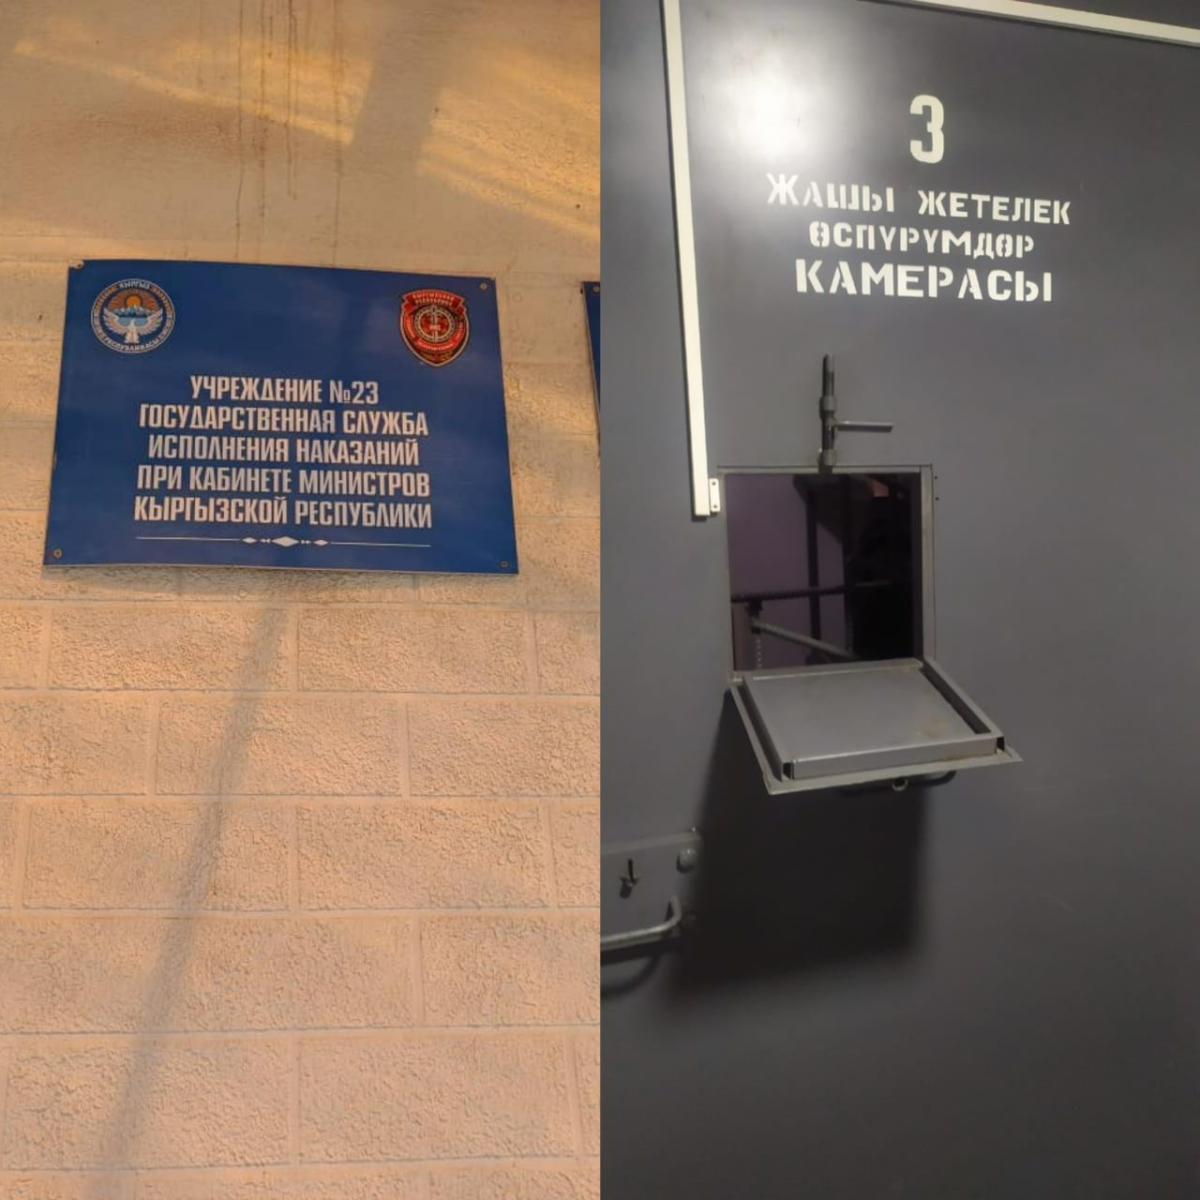 УЧРЕЖДЕНИЕ №23
ГОСУДАРСТВЕННАЯ СЛУЖБА
ИСПОЛНЕНИЯ НАКАЗАНИЙ
ПРИ КАБИНЕТЕ МИНИСТРОВ
КЫРГЫЗСКОЙ РЕСПУБЛИКИ
3
ЖАШЫ ЖЕТЕЛЕК
ӨСПҮРҮМДӨР
КАМЕРАСЫ